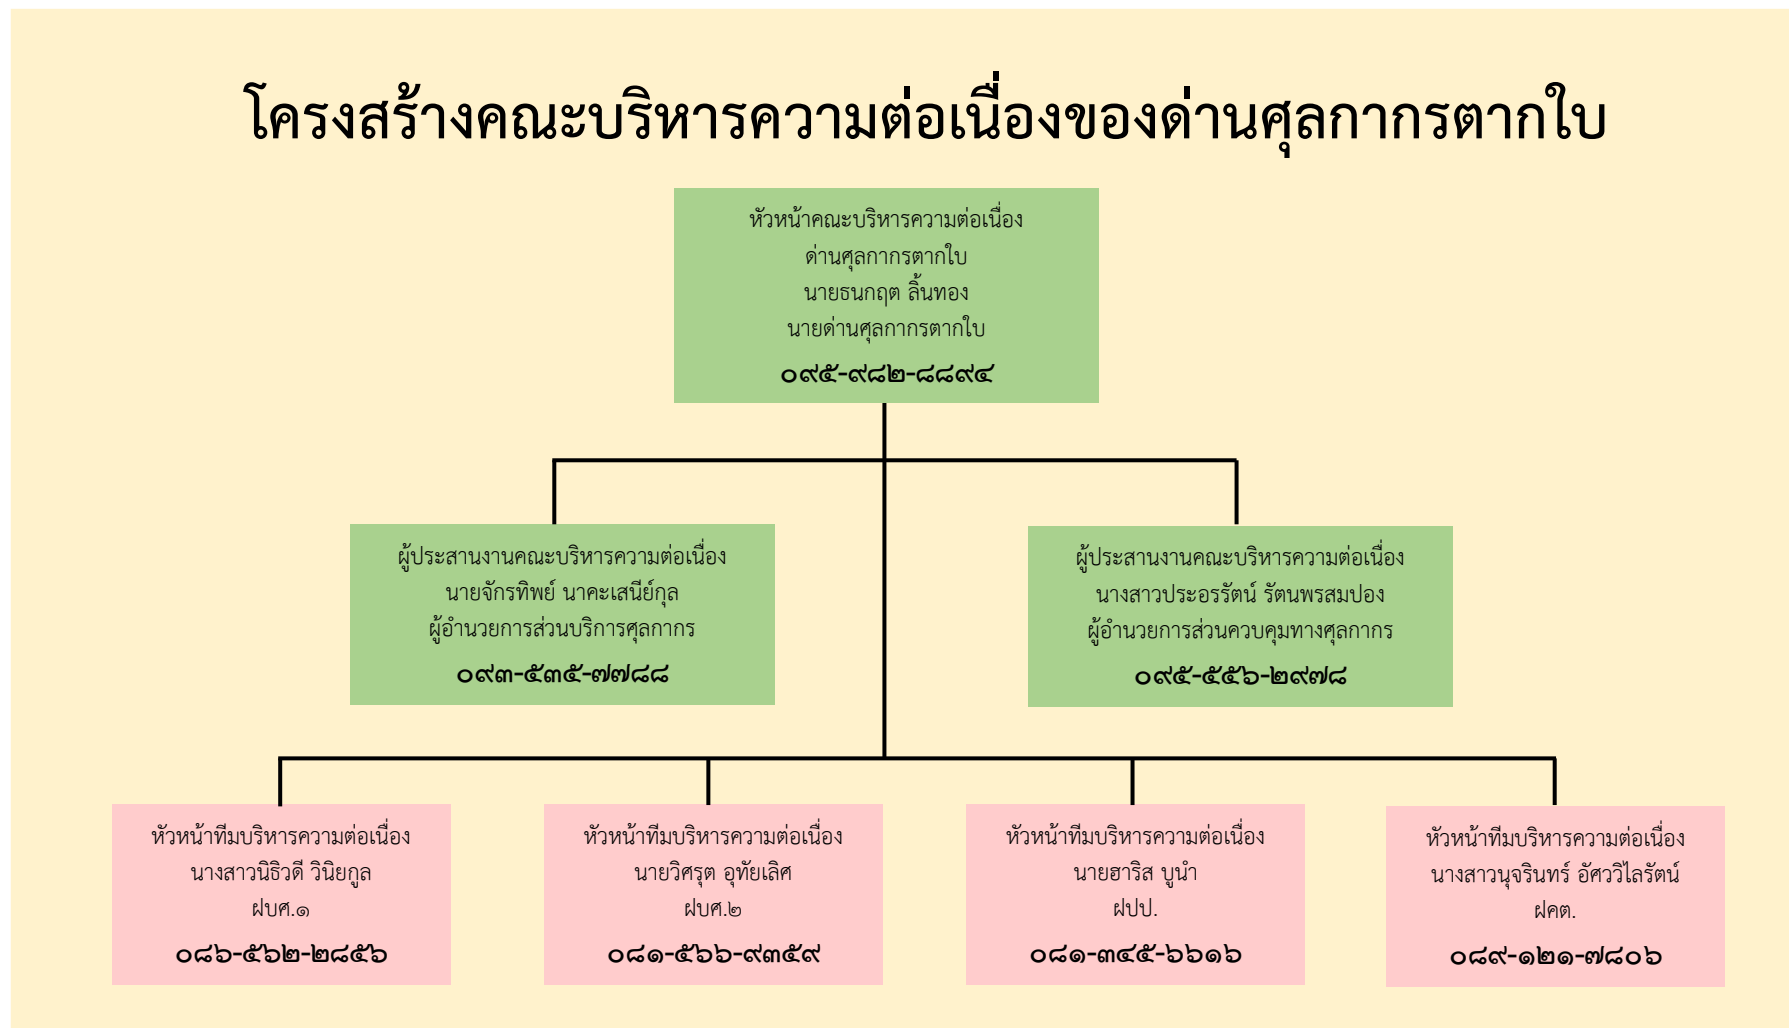 โครงสร้างคณะบริหารความต่อเนื่องของด่านศุลกากรตากใบ
หัวหน้าคณะบริหารความต่อเนื่อง
ด่านศุลกากรตากใบ
นายธนกฤต ลิ้นทอง
นายด่านศุลกากรตากใบ
๐๙๕-๙๘๒-๘๘๙๔
ผู้ประสานงานคณะบริหารความต่อเนื่อง
นายจักรทิพย์ นาคะเสนีย์กุล
ผู้อำนวยการส่วนบริการศุลกากร
๐๙๓-๕๓๕-๗๗๘๘
ผู้ประสานงานคณะบริหารความต่อเนื่อง
นางสาวประอรรัตน์ รัตนพรสมปอง
ผู้อำนวยการส่วนควบคุมทางศุลกากร
๐๙๕-๕๕๖-๒๙๗๘
หัวหน้าทีมบริหารความต่อเนื่อง
นางสาวนิธิวดี วินิยกูล
ฝบศ.๑
๐๘๖-๕๖๒-๒๘๕๖
หัวหน้าทีมบริหารความต่อเนื่อง
นายวิศรุต อุทัยเลิศ
ฝบศ.๒
๐๘๑-๕๖๖-๙๓๕๙
หัวหน้าทีมบริหารความต่อเนื่อง
นายฮาริส บูนำ
ฝปป.
๐๘๑-๓๔๕-๖๖๑๖
หัวหน้าทีมบริหารความต่อเนื่อง
นางสาวนุจรินทร์ อัศววิไลรัตน์
ฝคต.
๐๘๙-๑๒๑-๗๘๐๖